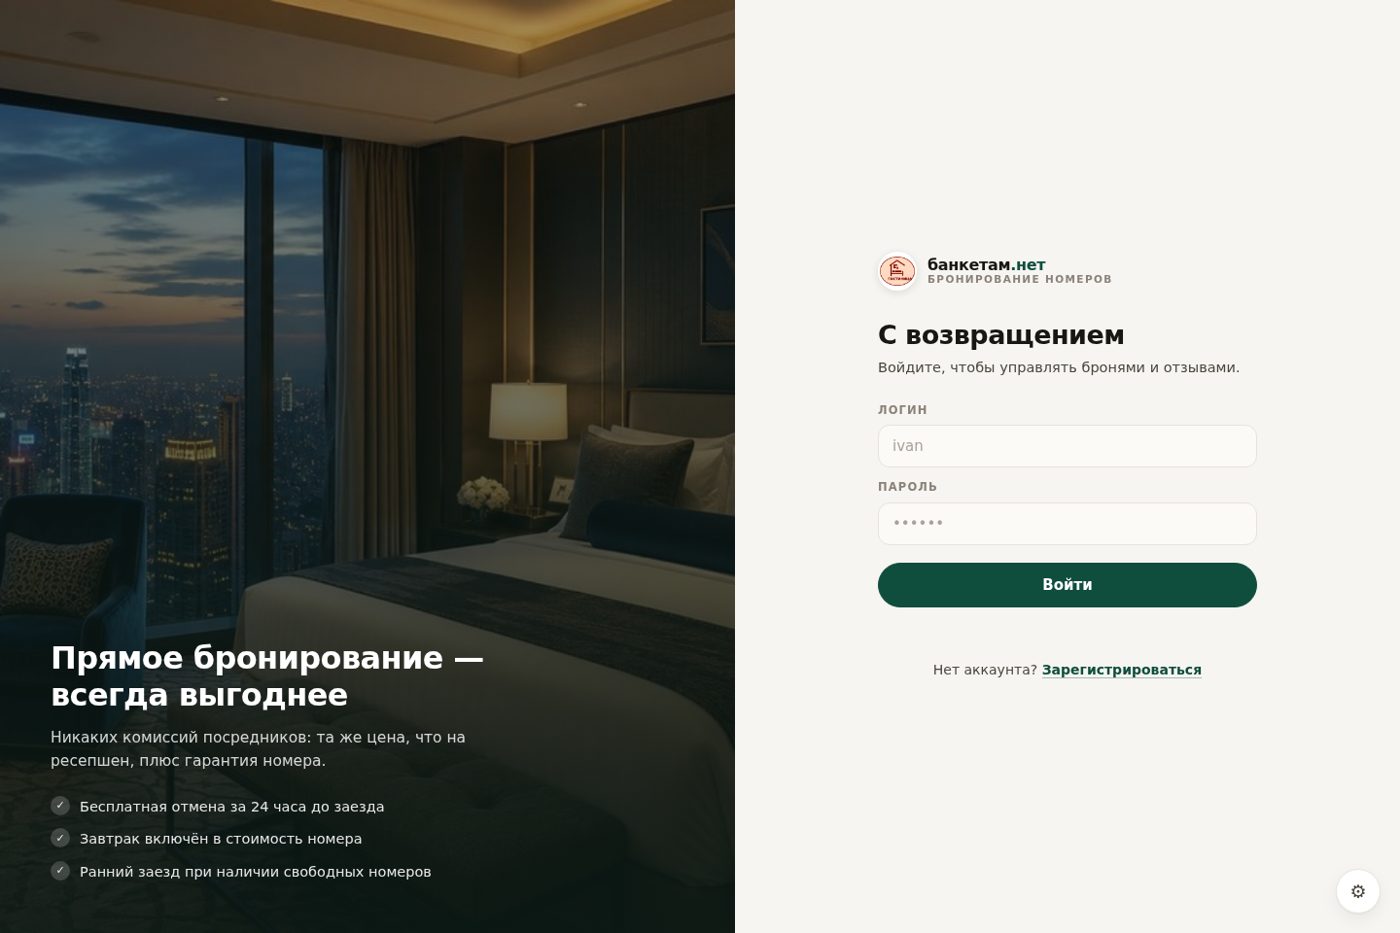 Прямое бронирование —
всегда выгоднее
Никаких комиссий посредников: та же цена, что на
ресепшен, плюс гарантия номера.
✓ Бесплатная отмена за 24 часа до заезда
✓ Завтрак включён в стоимость номера
✓ Ранний заезд при наличии свободных номеров
банкетам.нет
БРОНИРОВАНИЕ НОМЕРОВ
С возвращением
Войдите, чтобы управлять бронями и отзывами.
ЛОГИН
ivan
ПАРОЛЬ
••••••
Войти
Нет аккаунта? Зарегистрироваться